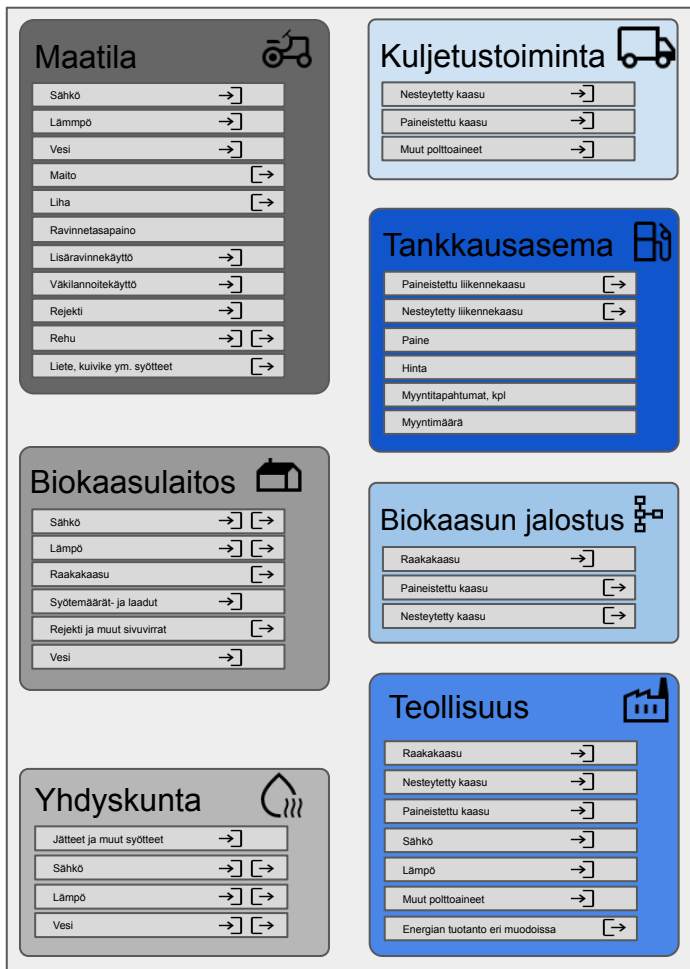 Maatila
Sähkö
Lämmpö
Vesi
Maito
Liha
Ravinnetasapaino
Lisäravinnekäyttö
Väkilannoitekäyttö
Rejekti
Rehu
Liete, kuivike ym. syötteet
Biokaasulaitos
Sähkö
Lämpö
Raakakaasu
Syötemäärät- ja laadut
Rejekti ja muut sivuvirrat
Vesi
Yhdyskunta
Jätteet ja muut syötteet
Sähkö
Lämpö
Vesi
Kuljetustoiminta
Nesteytetty kaasu
Paineistettu kaasu
Muut polttoaineet
Tankkausasema
Paineistettu liikennekaasu
Nesteytetty liikennekaasu
Paine
Hinta
Myyntitapahtumat, kpl
Myyntimäärä
Biokaasun jalostus
Raakakaasu
Paineistettu kaasu
Nesteytetty kaasu
Teollisuus
Raakakaasu
Nesteytetty kaasu
Paineistettu kaasu
Sähkö
Lämpö
Muut polttoaineet
Energian tuotanto eri muodoissa